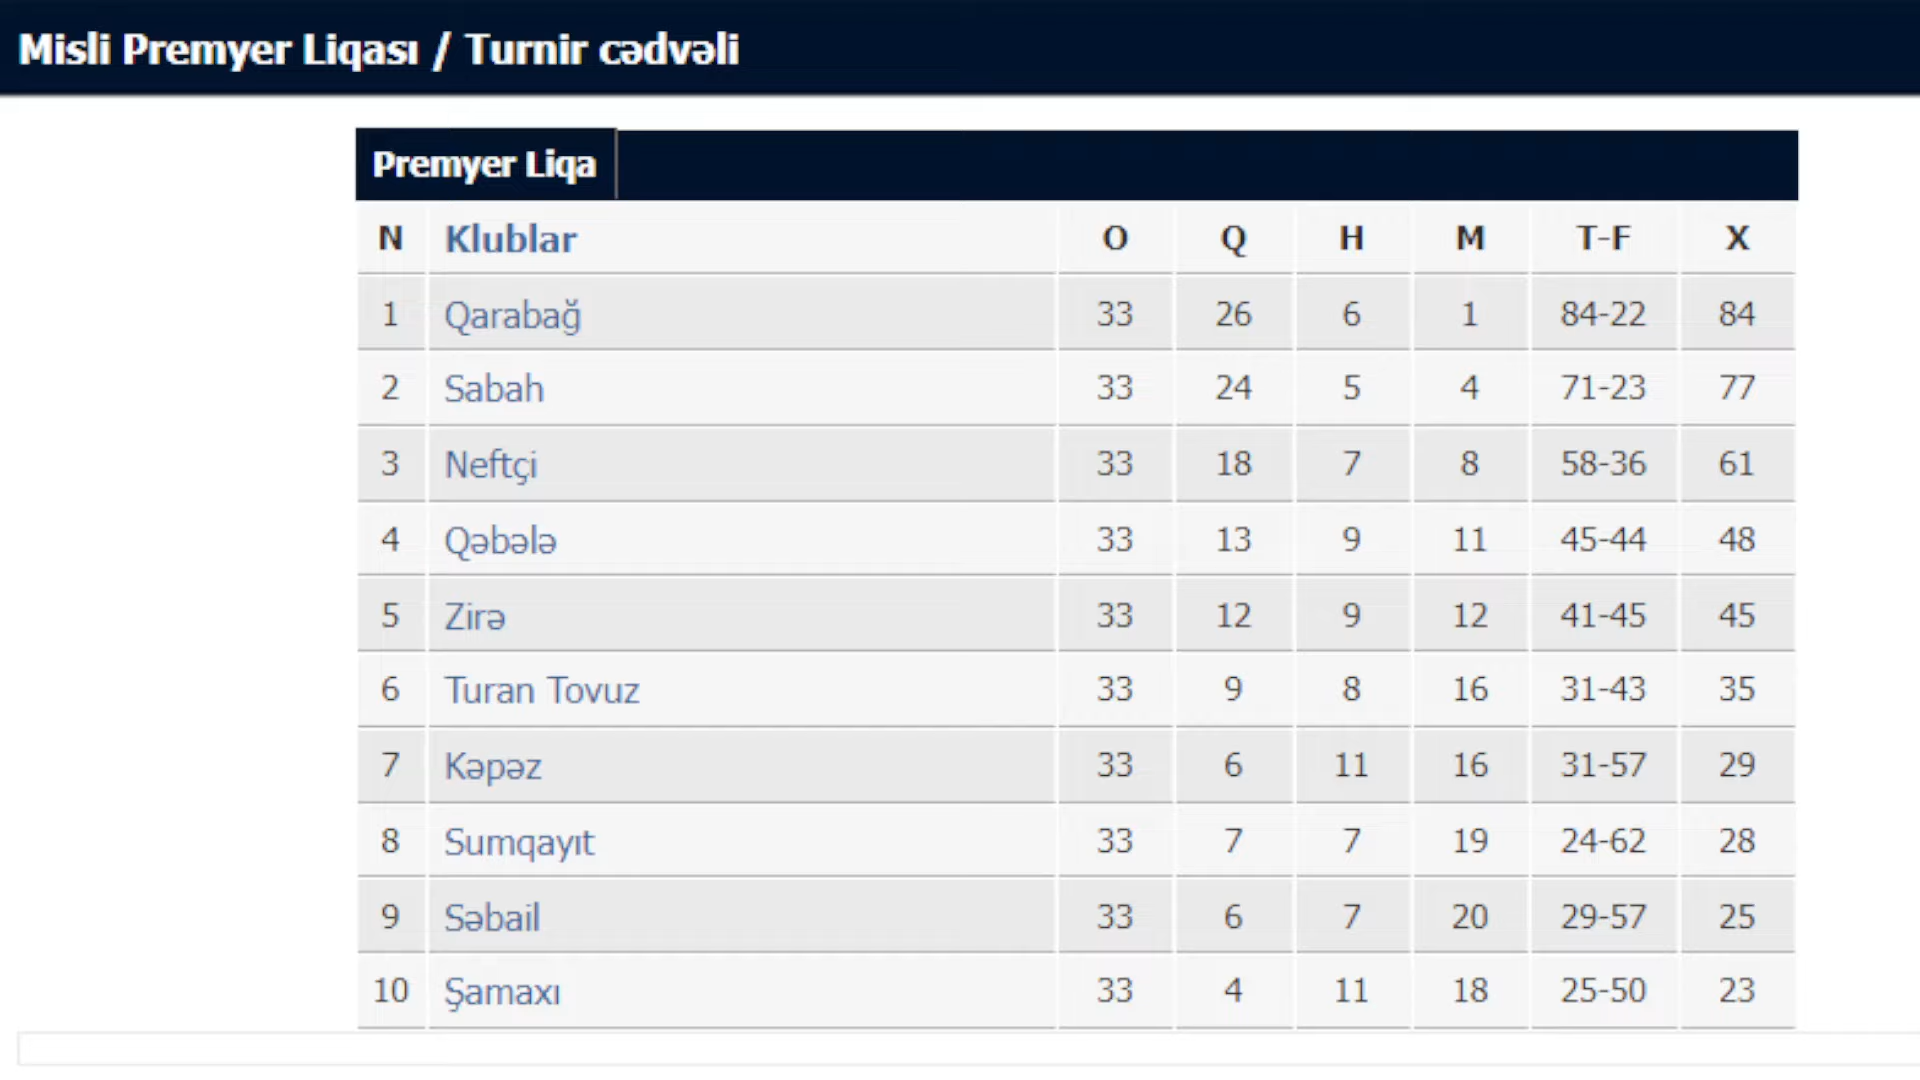 Misli Premyer Liqası / Turnir cədvəli
Premyer Liqa
N Klublar O Q H M T-F X
1 Qarabağ 33 26 6 1 84-22 84
2 Sabah 33 24 5 4 71-23 77
3 Neftçi 33 18 7 8 58-36 61
4 Qəbələ 33 13 9 11 45-44 48
5 Zirə 33 12 9 12 41-45 45
6 Turan Tovuz 33 9 8 16 31-43 35
7 Kəpəz 33 6 11 16 31-57 29
8 Sumqayıt 33 7 7 19 24-62 28
9 Səbail 33 6 7 20 29-57 25
10 Şamaxı 33 4 11 18 25-50 23